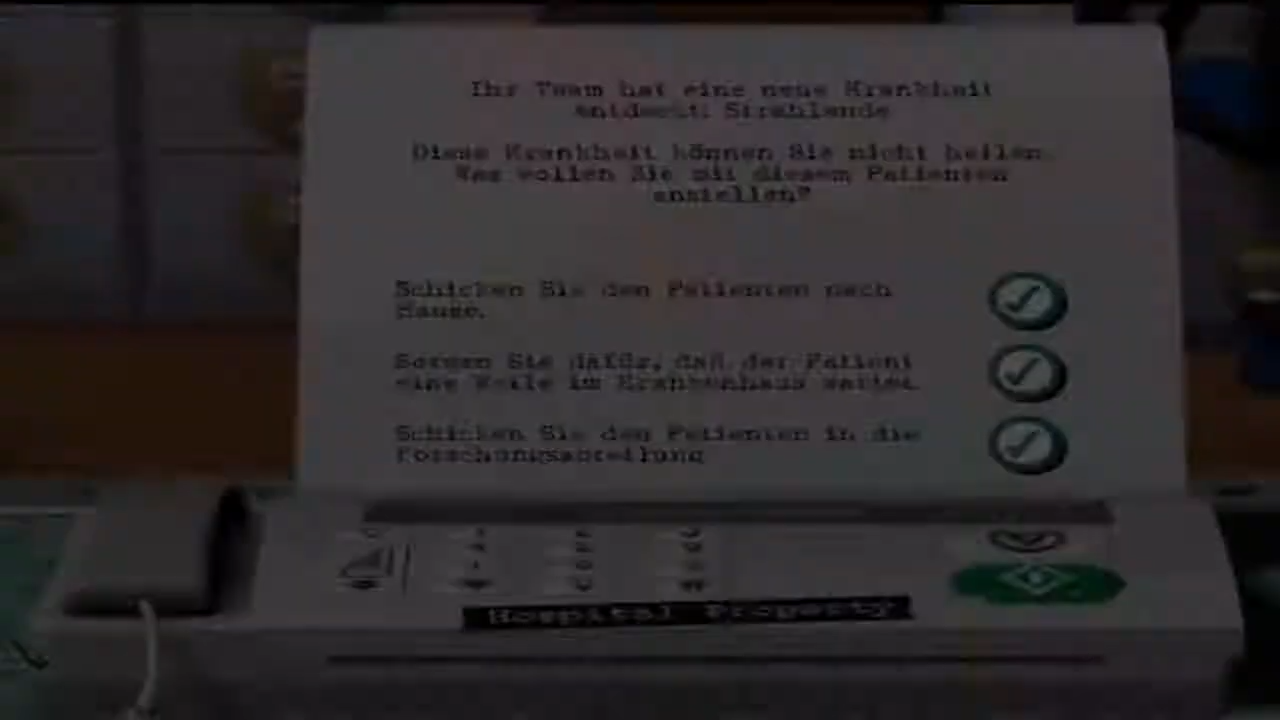 Ihr Team hat eine neue Krankheit
entdeckt: Strahlende
Diese Krankheit können Sie nicht heilen.
Was wollen Sie mit diesem Patienten
anstellen?
Schicken Sie den Patienten nach
Hause.
Sorgen Sie dafür, daß der Patient
eine Weile im Krankenhaus wartet.
Schicken Sie den Patienten in die
Forschungsabteilung
Hospital Property